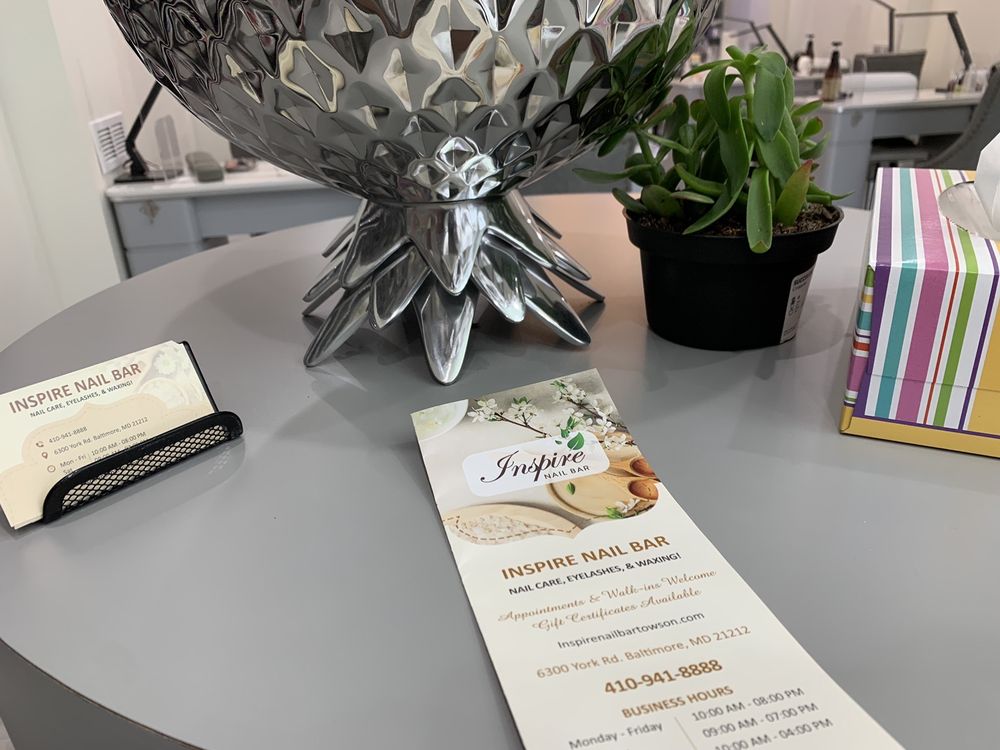 INSPIRE NAIL BAR
NAIL CARE, EYELASHES, & WAXING!
410-941-8888
6300 York Rd. Baltimore, MD 21212
Mon - Fri 10:00 AM - 08:00 PM
Sat
Inspire
NAIL BAR
INSPIRE NAIL BAR
NAIL CARE, EYELASHES, & WAXING!
Appointments & Walk-ins Welcome
Gift Certificates Available
Inspirenailbartowson.com
6300 York Rd. Baltimore, MD 21212
410-941-8888
BUSINESS HOURS
Monday - Friday 10:00 AM - 08:00 PM
09:00 AM - 07:00 PM
10:00 AM - 04:00 PM